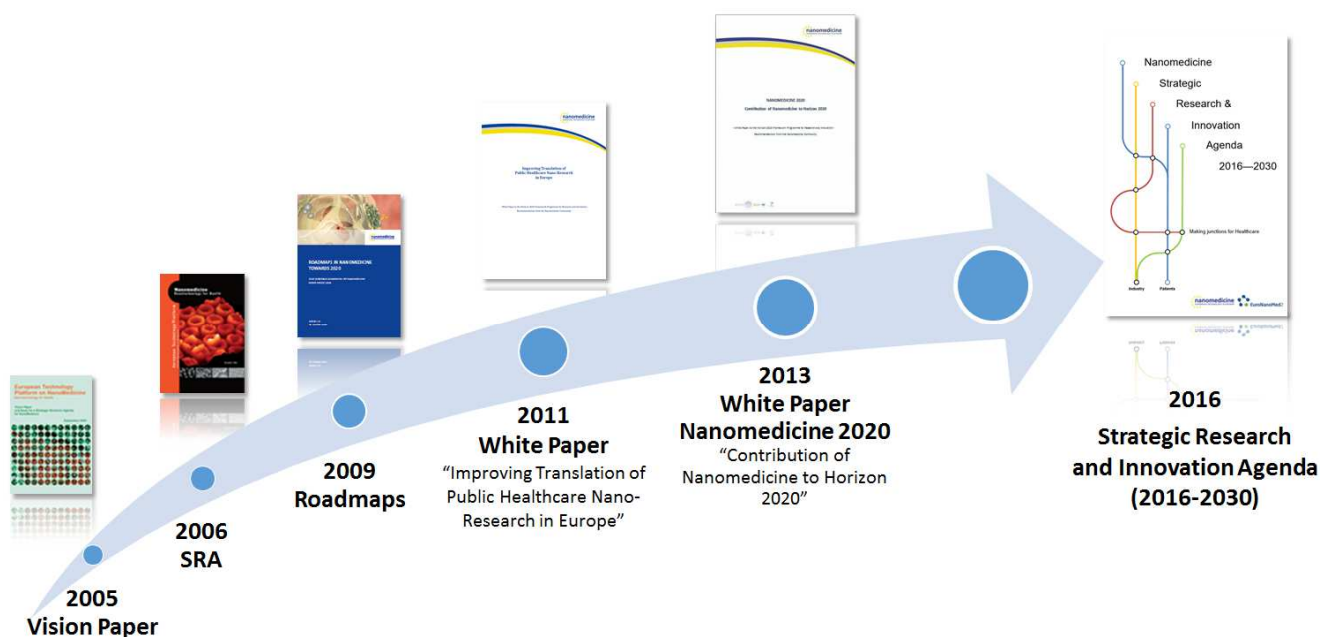 European Technology
Platform on NanoMedicine
2005
Vision Paper
Nanomedicine
Nanotechnology for Health
2006
SRA
nanomedicine
ROADMAPS IN NANOMEDICINE
TOWARDS 2020
2009
Roadmaps
nanomedicine
Improving Translation of
Public Healthcare Nano-Research
in Europe
2011
White Paper
“Improving Translation of
Public Healthcare Nano-
Research in Europe”
nanomedicine
NANOMEDICINE 2020
Contribution of Nanomedicine to Horizon 2020
2013
White Paper
Nanomedicine 2020
“Contribution of
Nanomedicine to Horizon
2020”
Nanomedicine
Strategic
Research &
Innovation
Agenda
2016—2030
Making junctions for Healthcare
Industry Patients
nanomedicine EuroNanoMed
2016
Strategic Research
and Innovation Agenda
(2016-2030)